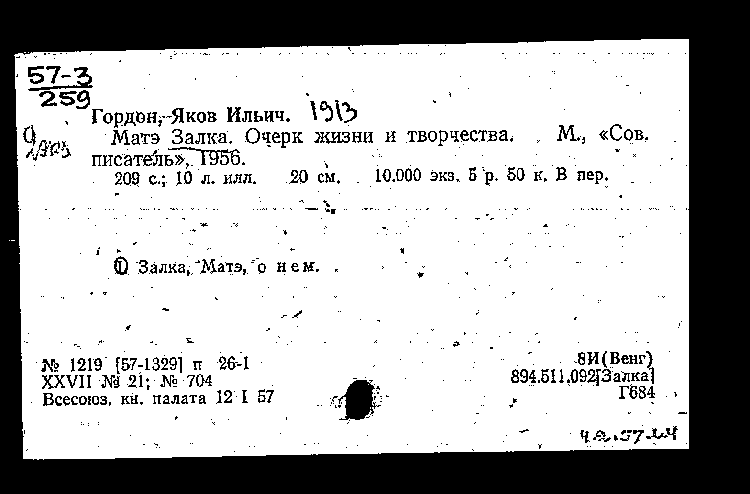 57-3
259
Гордон, Яков Ильич. 1913
Матэ Залка. Очерк жизни и творчества. М., «Сов.
писатель», 1956.
209 с.; 10 л. илл. 20 см. 10.000 экз. 5 р. 50 к. В пер.
① Залка, Матэ, о нем.
№ 1219 [57-1329] п 26-1
XXVII № 21; № 704
Всесоюз. кн. палата 12 I 57
8И(Венг)
894.511.092[Залка]
Г684